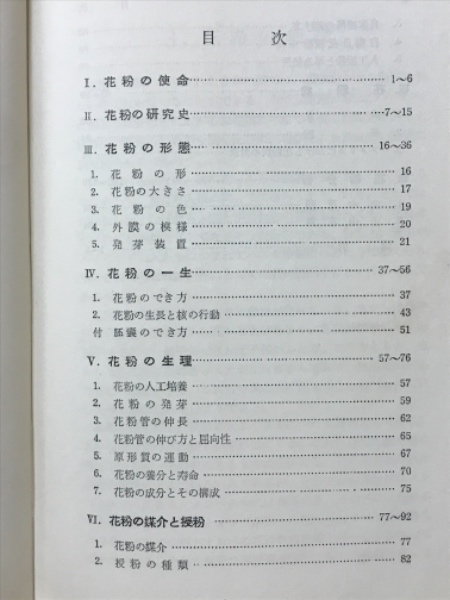 目 次
I. 花粉の使命 1~6
II. 花粉の研究史 7~15
III. 花粉の形態 16~36
1. 花粉の形 16
2. 花粉の大きさ 17
3. 花粉の色 19
4. 外膜の模様 20
5. 発芽装置 21
IV. 花粉の一生 37~56
1. 花粉のでき方 37
2. 花粉の生長と核の行動 43
付 胚嚢のでき方 51
V. 花粉の生理 57~76
1. 花粉の人工培養 57
2. 花粉の発芽 59
3. 花粉管の伸長 62
4. 花粉管の伸び方と屈向性 65
5. 原形質の運動 67
6. 花粉の養分と寿命 70
7. 花粉の成分とその構成 75
VI. 花粉の媒介と授粉 77~92
1. 花粉の媒介 77
2. 授粉の種類 82